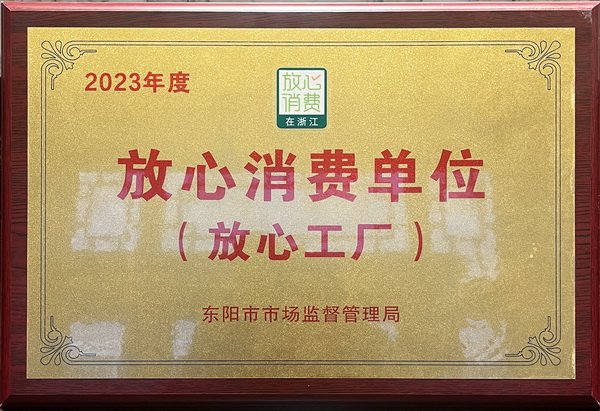 2023年度
放心
消费
在浙江
放心消费单位
(放心工厂)
东阳市市场监督管理局